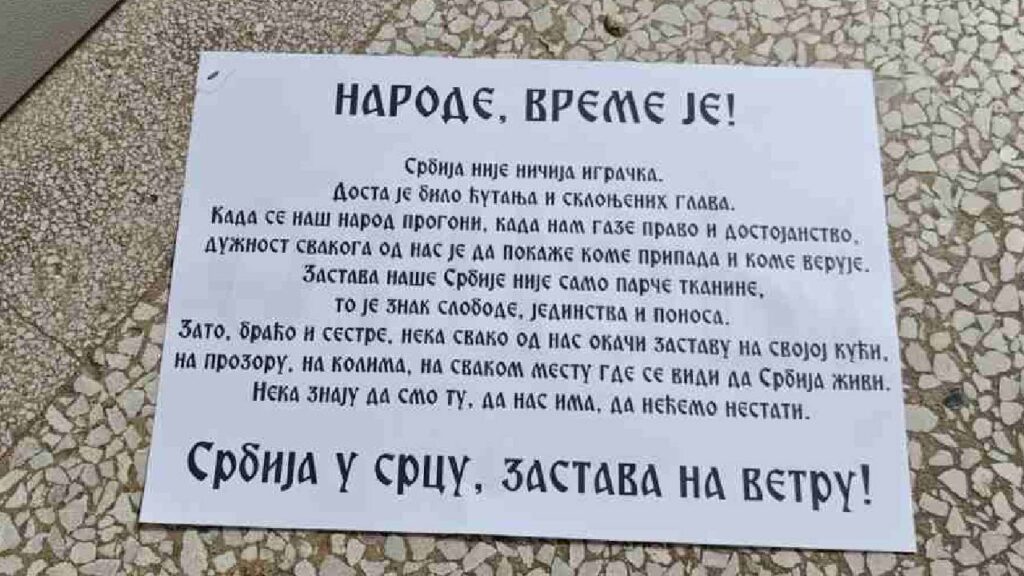 НАРОДЕ, ВРЕМЕ ЈЕ!
Србија није ничија играчка.
Доста је било ћутања и склоњених глава.
Када се наш народ прогони, када нам газе право и достојанство,
дужност свакога од нас је да покаже коме припада и коме верује.
Застава наше Србије није само парче тканине,
то је знак слободе, јединства и поноса.
Зато, браћо и сестре, нека свако од нас окачи заставу на својој кући,
на прозору, на колима, на сваком месту где се види да Србија живи.
Нека знају да смо ту, да нас има, да нећемо нестати.
Србија у срцу, застава на ветру!